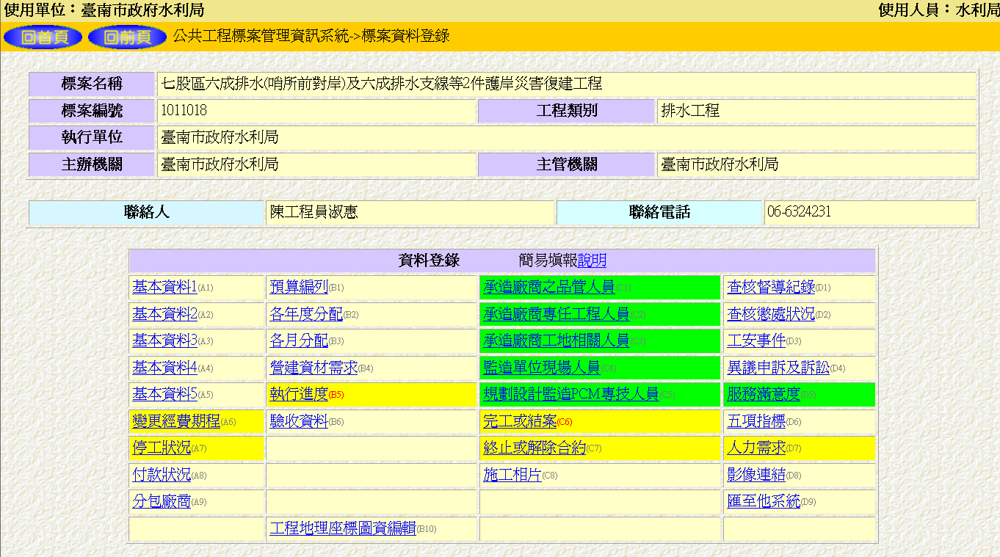 使用單位：臺南市政府水利局 使用人員：水利局
回首頁 回前頁 公共工程標案管理資訊系統->標案資料登錄
標案名稱 七股區六成排水(哨所前對岸)及六成排水支線等2件護岸災害復建工程
標案編號 1011018 工程類別 排水工程
執行單位 臺南市政府水利局
主辦機關 臺南市政府水利局 主管機關 臺南市政府水利局
聯絡人 陳工程員淑惠 聯絡電話 06-6324231
資料登錄 簡易填報說明
基本資料1(A1) 預算編列(B1) 承造廠商之品管人員(C1) 查核督導紀錄(D1)
基本資料2(A2) 各年度分配(B2) 承造廠商專任工程人員(C2) 查核懲處狀況(D2)
基本資料3(A3) 各月分配(B3) 承造廠商工地相關人員(C3) 工安事件(D3)
基本資料4(A4) 營建資材需求(B4) 監造單位現場人員(C4) 異議申訴及訴訟(D4)
基本資料5(A5) 執行進度(B5) 規劃設計監造PCM專技人員(C5) 服務滿意度(D5)
變更經費期程(A6) 驗收資料(B6) 完工或結案(C6) 五項指標(D6)
停工狀況(A7) 終止或解除合約(C7) 人力需求(D7)
付款狀況(A8) 施工相片(C8) 影像連結(D8)
分包廠商(A9) 匯至他系統(D9)
工程地理座標圖資編輯(B10)